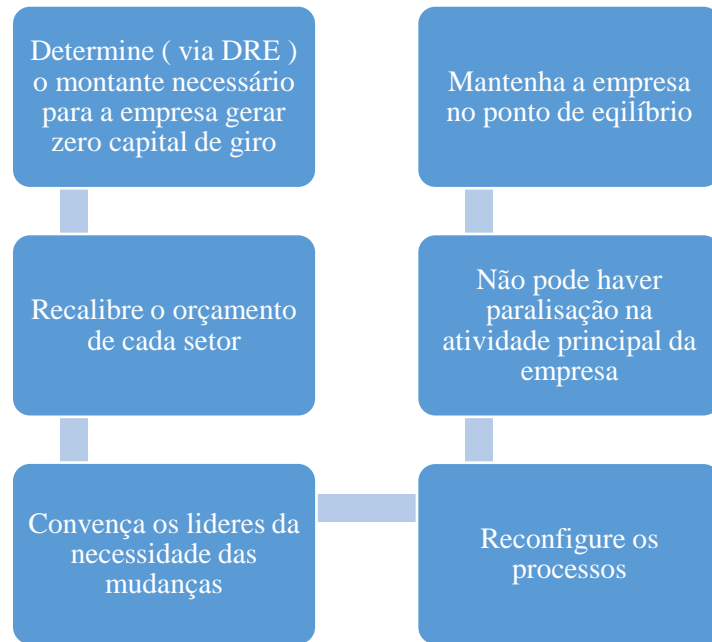 Determine ( via DRE )
o montante necessário
para a empresa gerar
zero capital de giro
Recalibre o orçamento
de cada setor
Convença os lideres da
necessidade das
mudanças
Reconfigure os
processos
Não pode haver
paralisação na
atividade principal da
empresa
Mantenha a empresa
no ponto de eqilíbrio